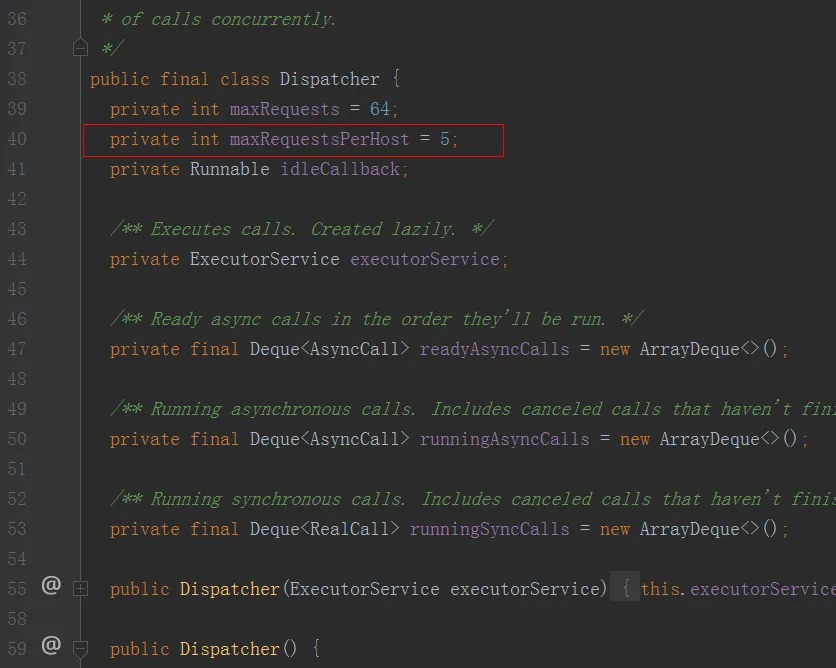 36 * of calls concurrently.
37 */
38 public final class Dispatcher {
39 private int maxRequests = 64;
40 private int maxRequestsPerHost = 5;
41 private Runnable idleCallback;
42
43 /** Executes calls. Created lazily. */
44 private ExecutorService executorService;
45
46 /** Ready async calls in the order they'll be run. */
47 private final Deque<AsyncCall> readyAsyncCalls = new ArrayDeque<>();
48
49 /** Running asynchronous calls. Includes canceled calls that haven't fini
50 private final Deque<AsyncCall> runningAsyncCalls = new ArrayDeque<>();
51
52 /** Running synchronous calls. Includes canceled calls that haven't finis
53 private final Deque<RealCall> runningSyncCalls = new ArrayDeque<>();
54
55 @ public Dispatcher(ExecutorService executorService) { this.executorService
58
59 @ public Dispatcher() {